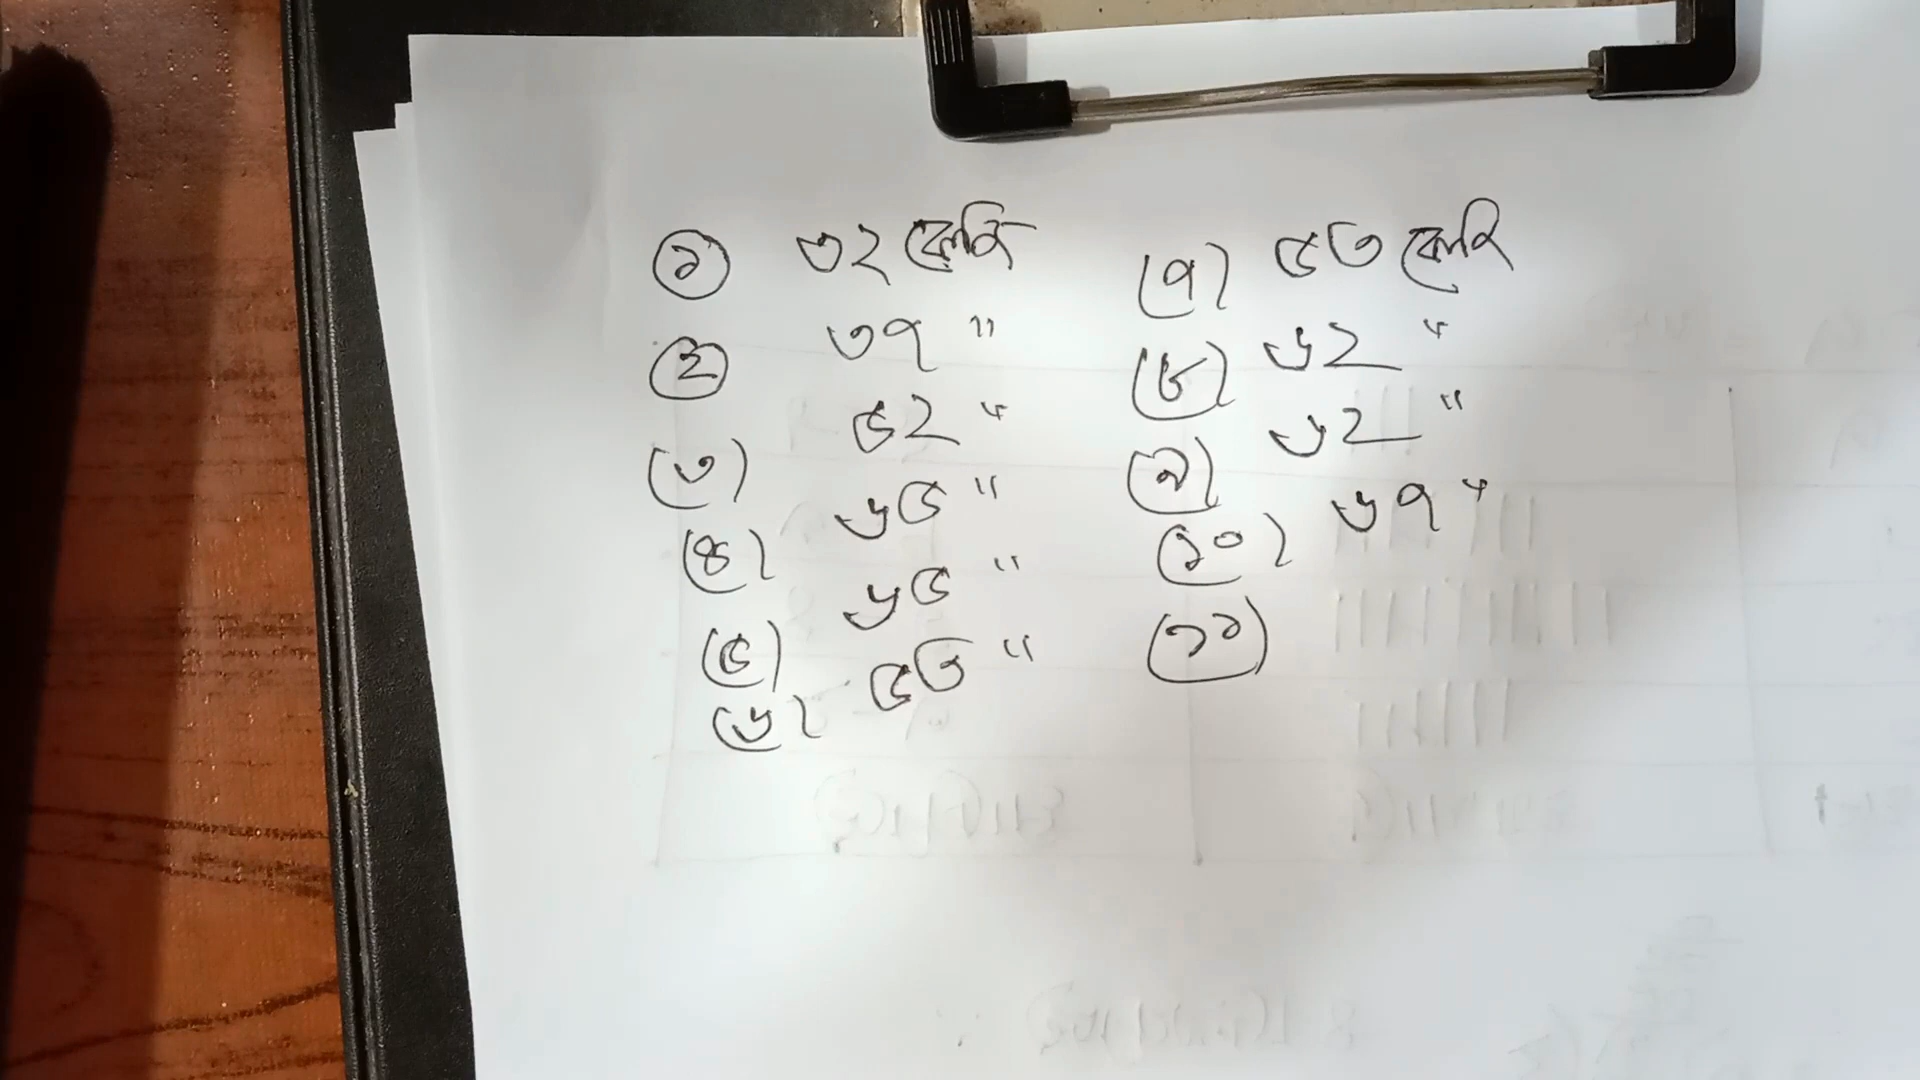 (১) ৩২ কেজি
(২) ৩৭ "
(৩) ৫২ "
(৪) ৬৫ "
(৫) ৬৫ "
(৬) ৫৩ "
(৭) ৫৩ কেজি
(৮) ৬২ "
(৯) ৬২ "
(১০) ৬৭ "
(১১)